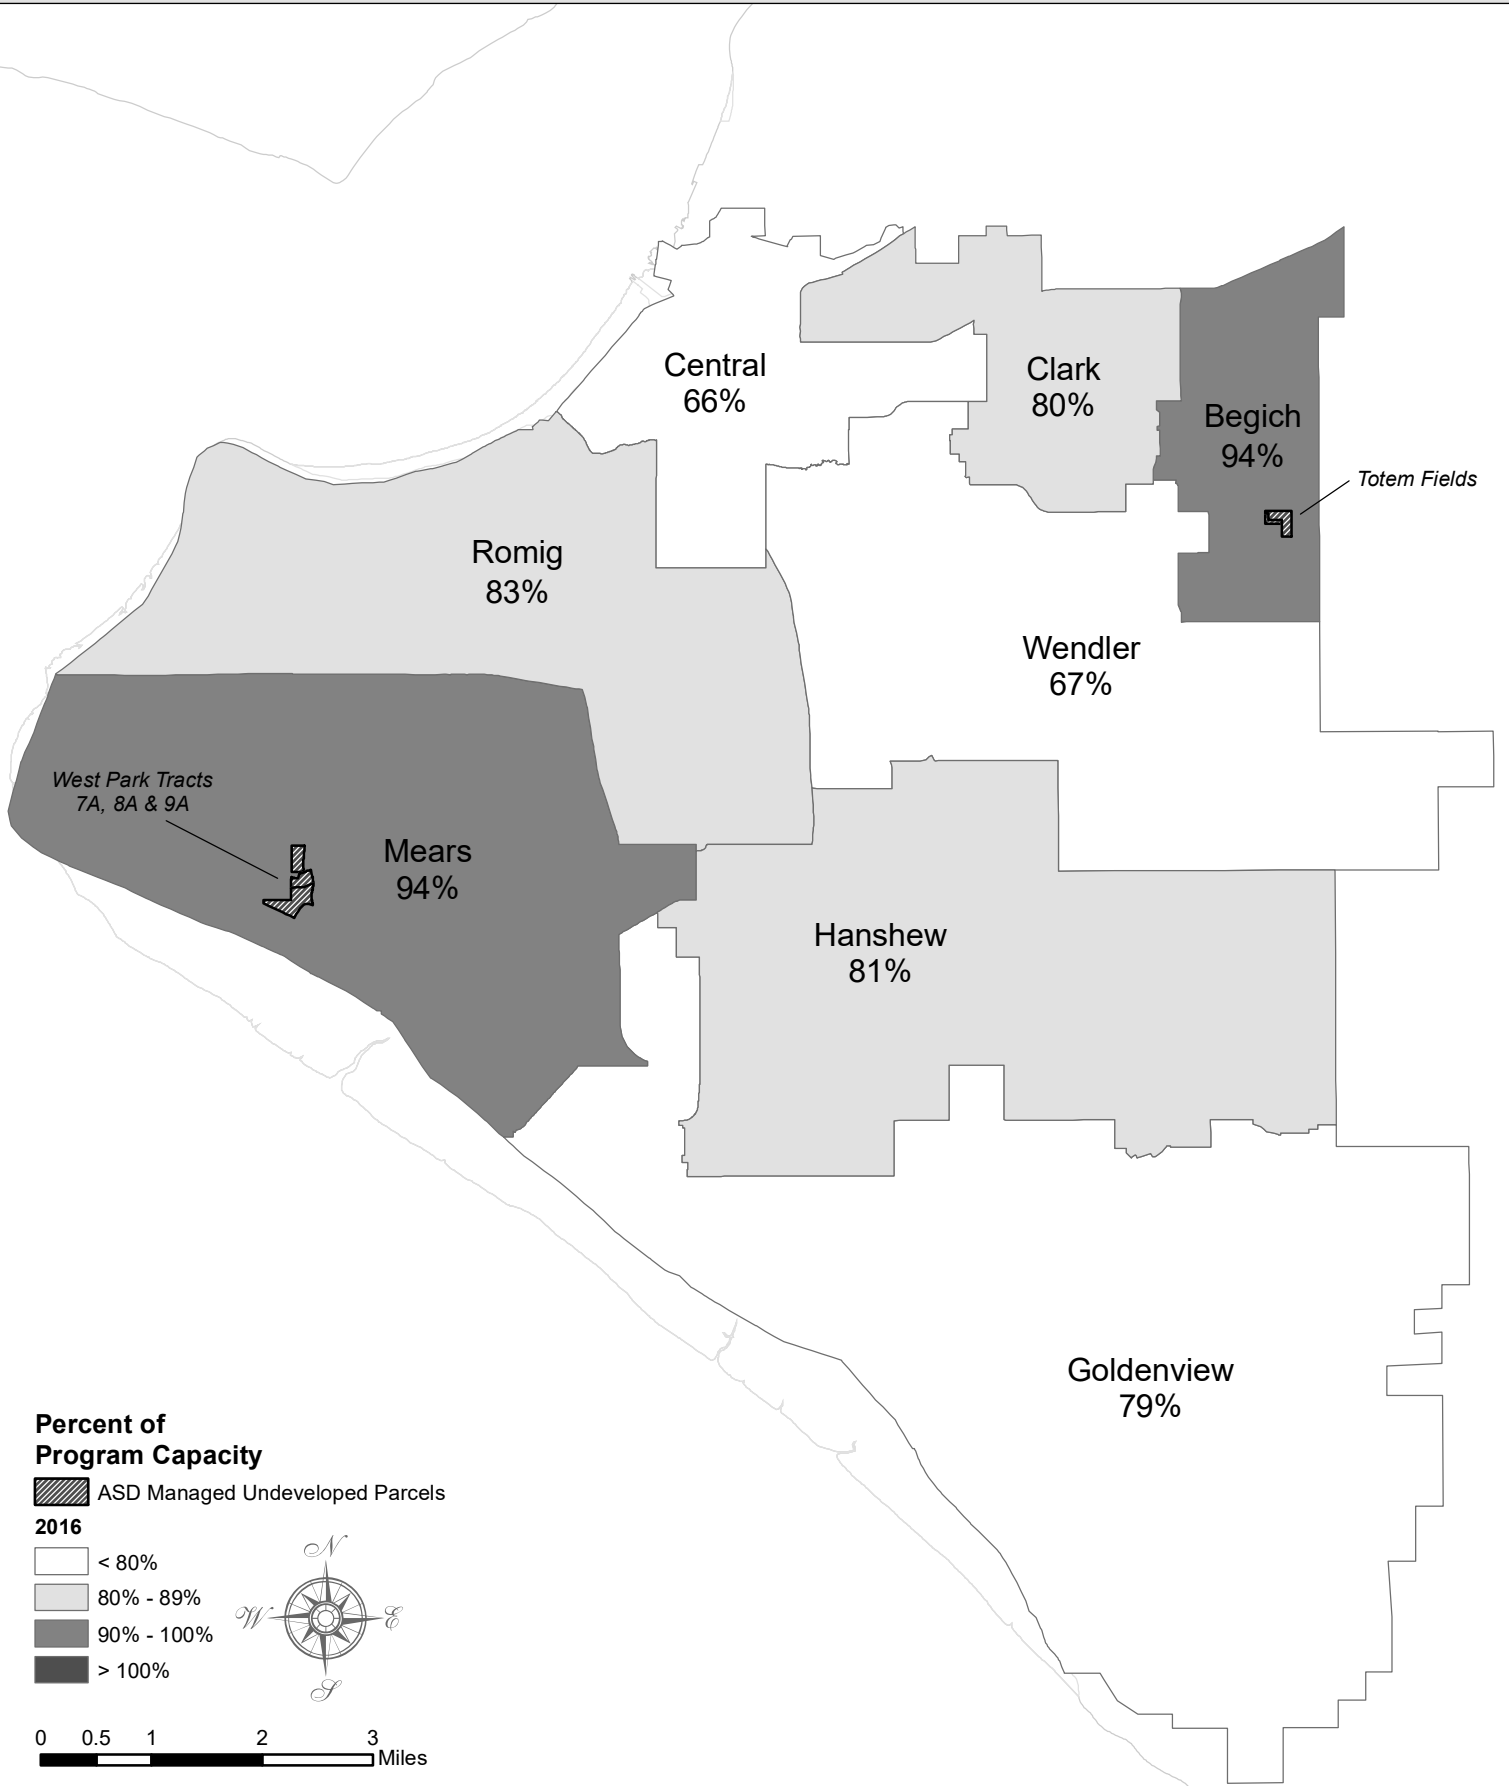 Central
66%
Clark
80%
Begich
94%
Totem Fields
Romig
83%
Wendler
67%
West Park Tracts
7A, 8A & 9A
Mears
94%
Hanshew
81%
Goldenview
79%
Percent of
Program Capacity
ASD Managed Undeveloped Parcels
2016
< 80%
80% - 89%
90% - 100%
> 100%
N
W E
S
0 0.5 1 2 3
Miles